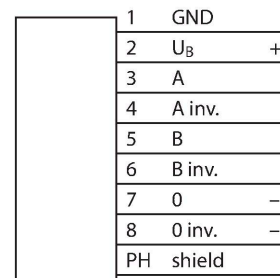 1 GND
2 U_B +
3 A
4 A inv.
5 B
6 B inv.
7 0 –
8 0 inv. –
PH shield